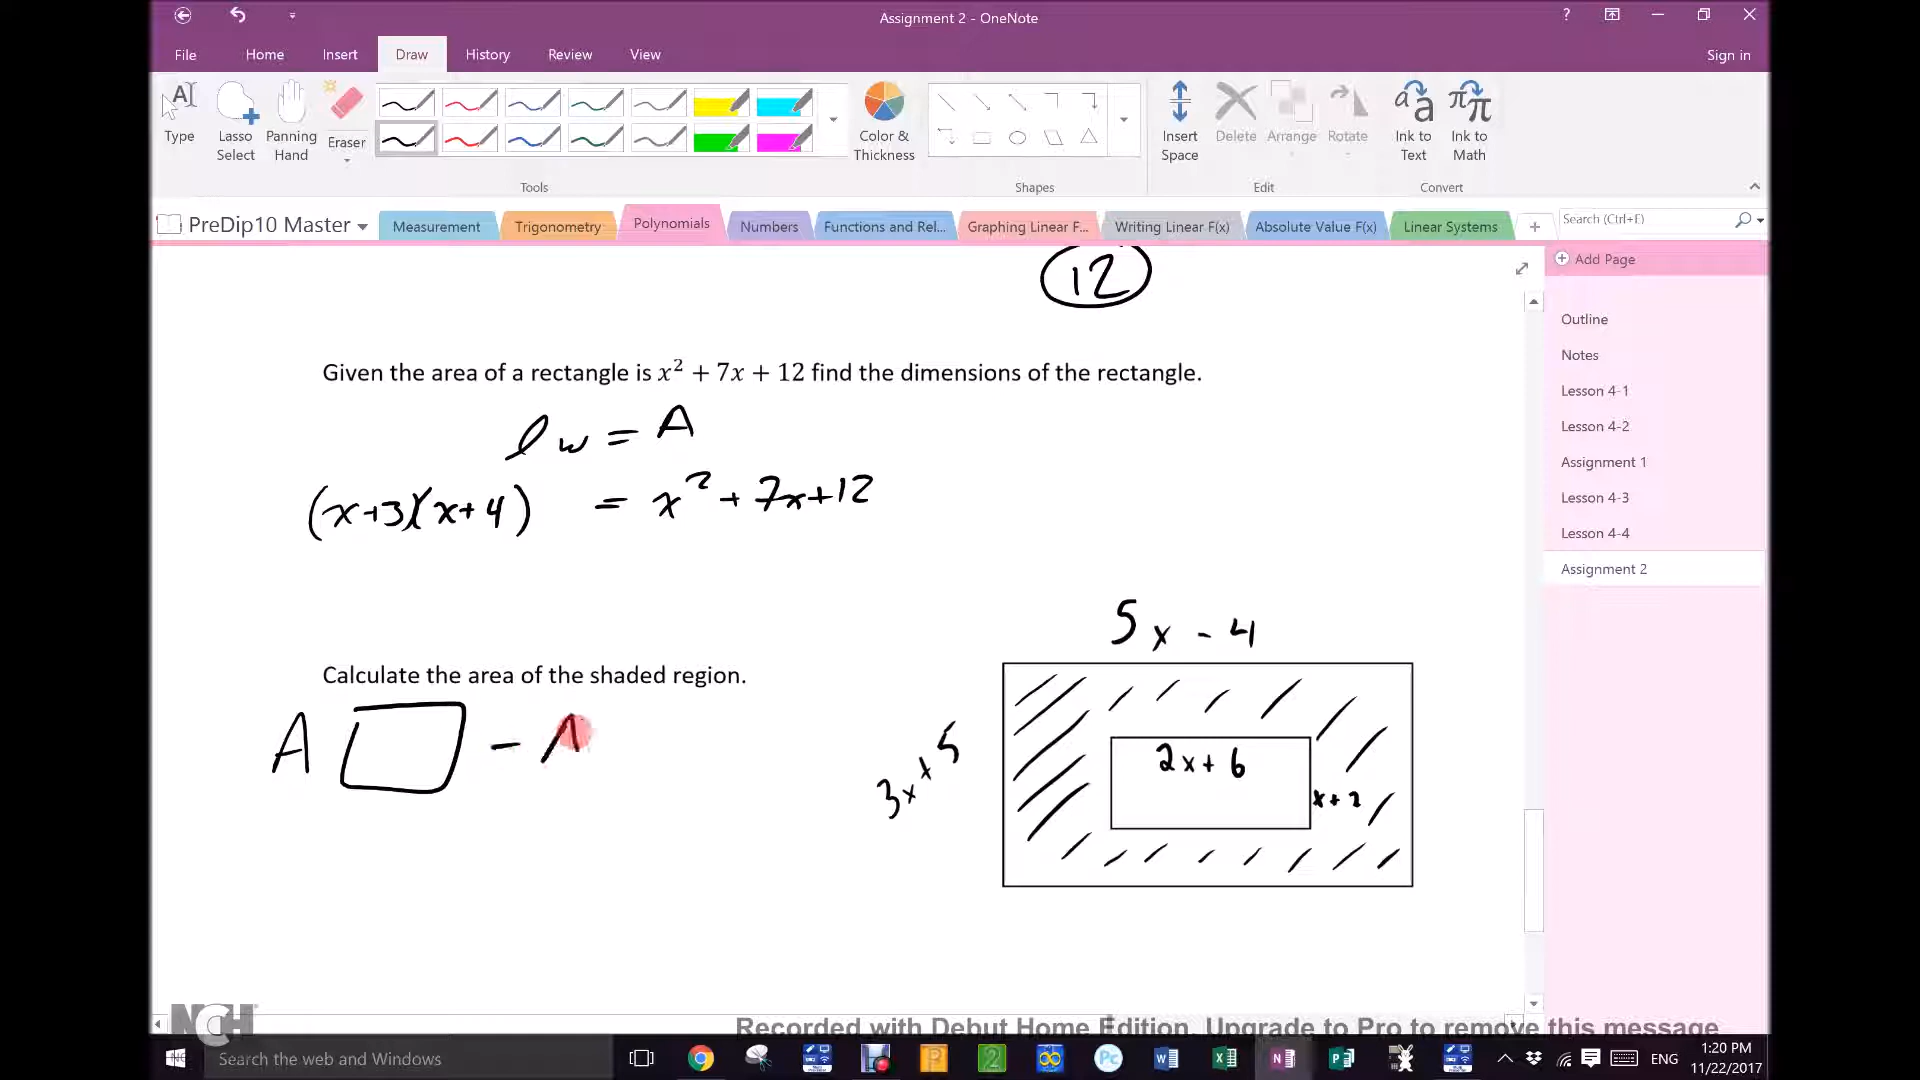 Assignment 2 - OneNote
?
File Home Insert Draw History Review View
Sign in
Type
Lasso Select
Panning Hand
Eraser
Color & Thickness
Insert Space
Delete
Arrange
Rotate
Ink to Text
Ink to Math
Tools
Shapes
Edit
Convert
PreDip10 Master
Measurement
Trigonometry
Polynomials
Numbers
Functions and Rel...
Graphing Linear F...
Writing Linear F(x)
Absolute Value F(x)
Linear Systems
+
Search (Ctrl+E)
Add Page
Outline
Notes
Lesson 4-1
Lesson 4-2
Assignment 1
Lesson 4-3
Lesson 4-4
Assignment 2
12
Given the area of a rectangle is x² + 7x + 12 find the dimensions of the rectangle.
lw = A
(x+3)(x+4) = x² + 7x+12
Calculate the area of the shaded region.
A - A
5x - 4
3x + 5
2x + 6
x + 2
NCH
Recorded with Debut Home Edition. Upgrade to Pro to remove this message
Search the web and Windows
ENG
1:20 PM
11/22/2017